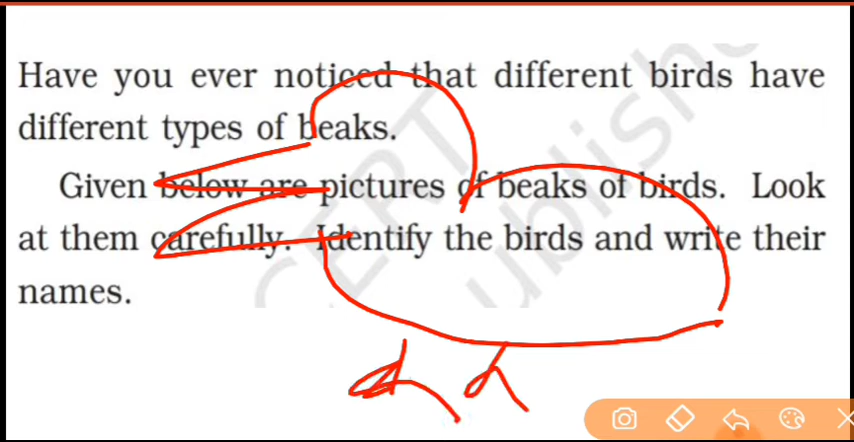 Have you ever noticed that different birds have
different types of beaks.
Given below are pictures of beaks of birds. Look
at them carefully. Identify the birds and write their
names.